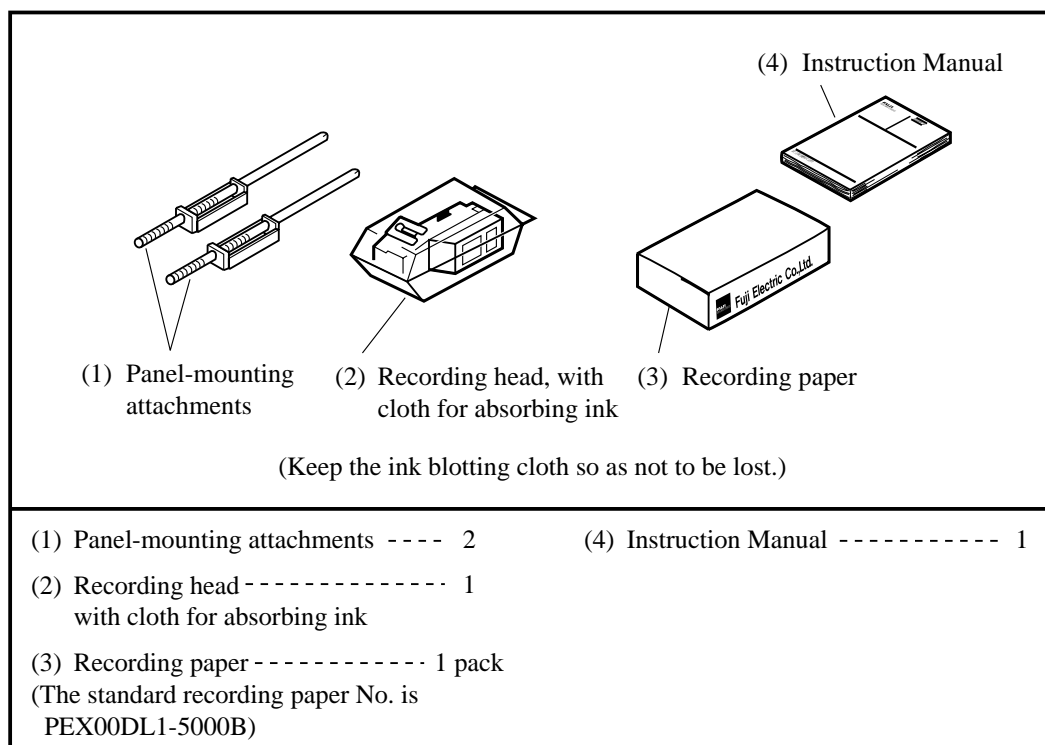 (4) Instruction Manual
Fuji Electric Co.,Ltd.
(1) Panel-mounting
attachments
(2) Recording head, with
cloth for absorbing ink
(3) Recording paper
(Keep the ink blotting cloth so as not to be lost.)
(1) Panel-mounting attachments ---- 2
(2) Recording head -------------- 1
with cloth for absorbing ink
(3) Recording paper ------------ 1 pack
(The standard recording paper No. is
PEX00DL1-5000B)
(4) Instruction Manual ----------- 1